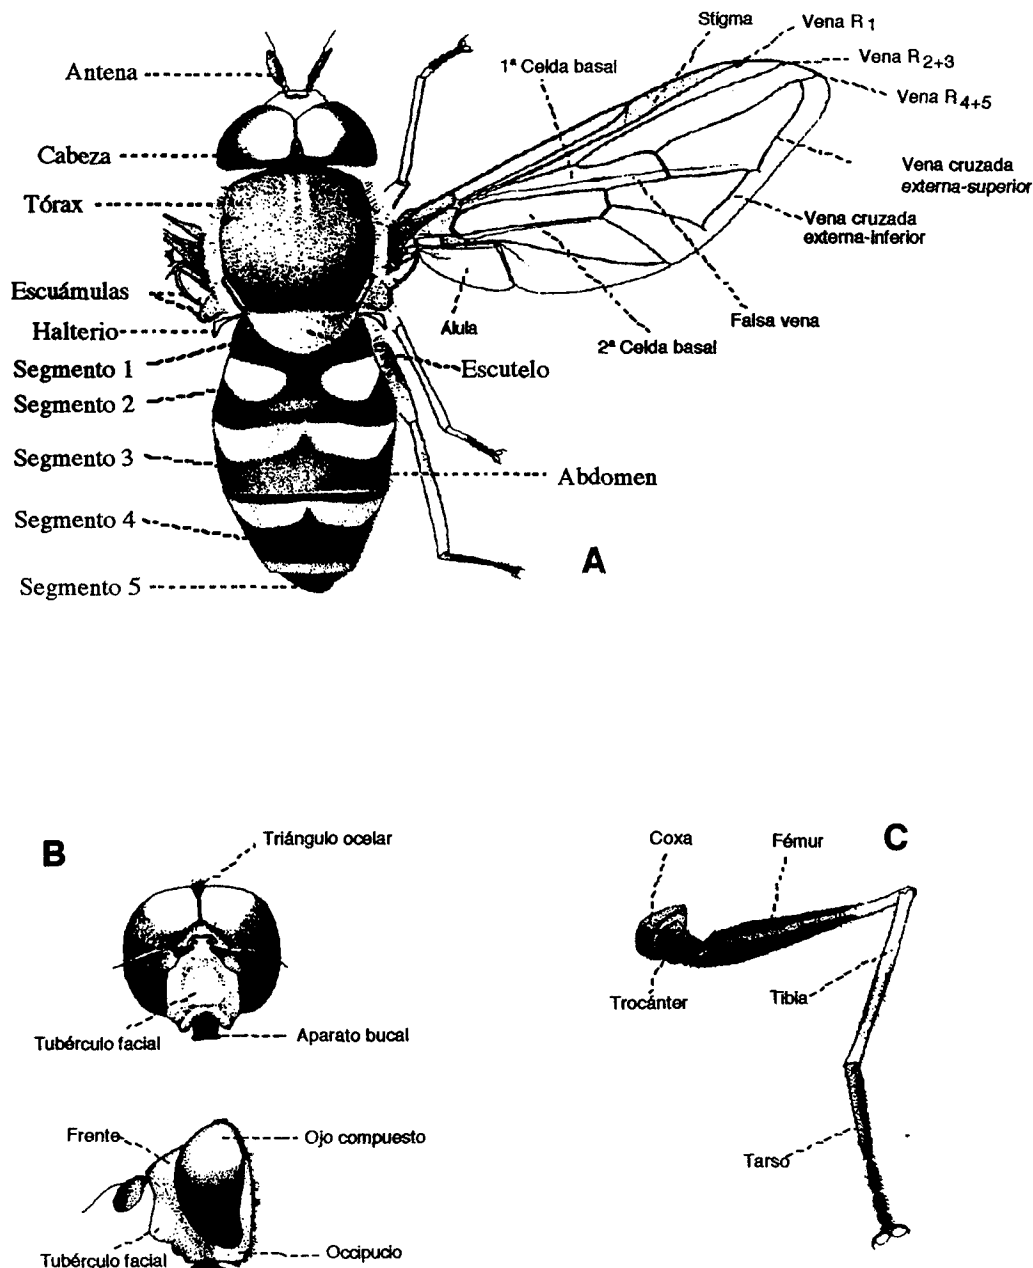 Stígma
Vena R1
1ª Celda basal
Vena R2+3
Antena
Vena R4+5
Cabeza
Vena cruzada
externa-superior
Tórax
Vena cruzada
externa-inferior
Escuámulas
Halterio
Alula
Falsa vena
2ª Celda basal
Segmento 1
Escutelo
Segmento 2
Segmento 3
Abdomen
Segmento 4
A
Segmento 5
B
Triángulo ocelar
Tubérculo facial
Aparato bucal
Frente
Ojo compuesto
Tubérculo facial
Occipucio
C
Coxa
Fémur
Trocánter
Tibia
Tarso